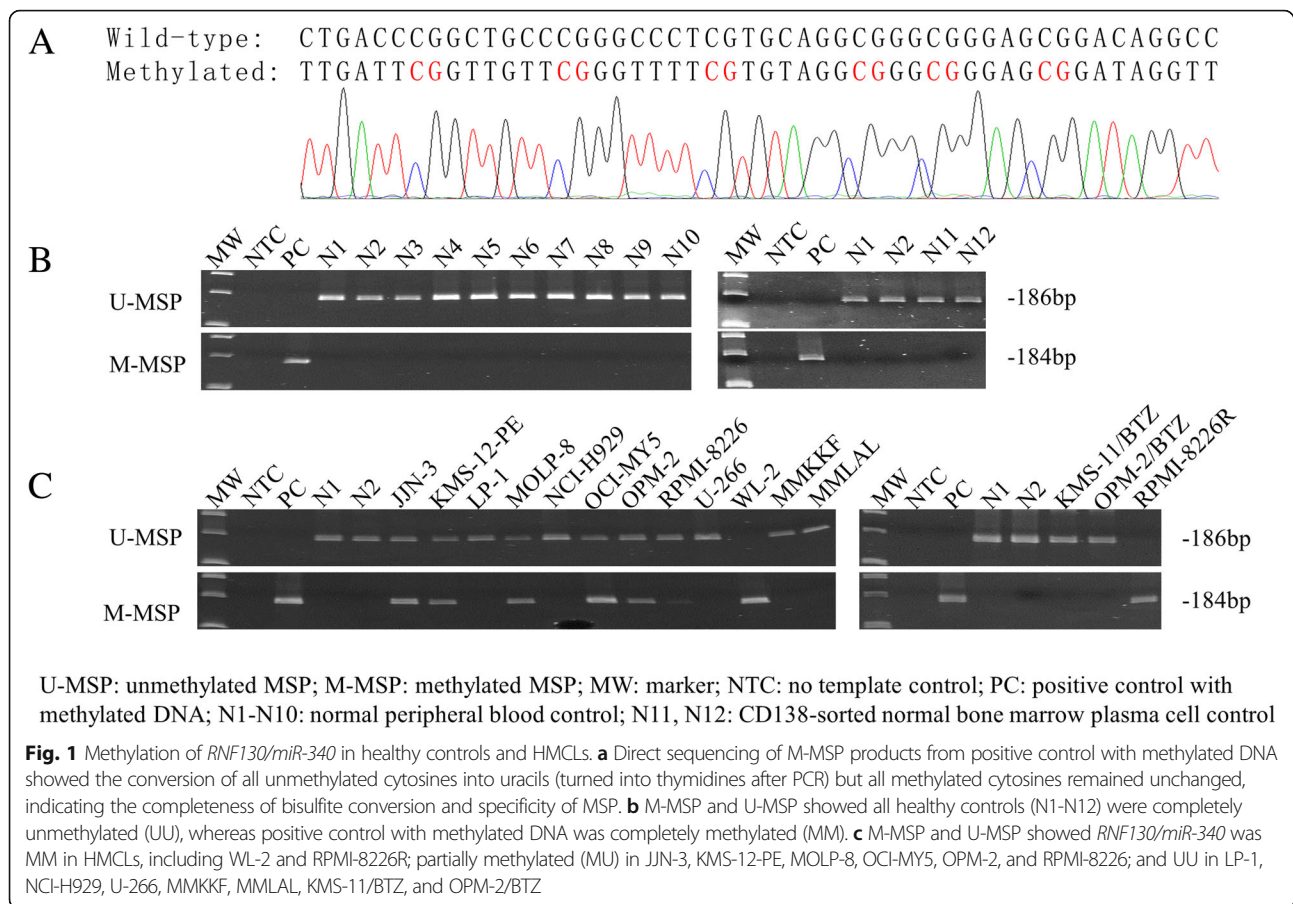 A
Wild-type: CTGACCCGGCTGCCCGGGCCCTCGTGCAGGCGGGCGGGAGCGGACAGGCC
Methylated: TTGATTCGGTTGTTCGGGTTTTCGTGTAGGCGGGCGGGAGCGGATAGGTT
B
MW NTC PC N1 N2 N3 N4 N5 N6 N7 N8 N9 N10 MW NTC PC N1 N2 N11 N12
U-MSP -186bp
M-MSP -184bp
C
MW NTC PC N1 N2 JJN-3 KMS-12-PE LP-1 MOLP-8 NCI-H929 OCI-MY5 OPM-2 RPMI-8226 U-266 WL-2 MMKKF MMLAL MW NTC PC N1 N2 KMS-11/BTZ OPM-2/BTZ RPMI-8226R
U-MSP -186bp
M-MSP -184bp
U-MSP: unmethylated MSP; M-MSP: methylated MSP; MW: marker; NTC: no template control; PC: positive control with
methylated DNA; N1-N10: normal peripheral blood control; N11, N12: CD138-sorted normal bone marrow plasma cell control
Fig. 1 Methylation of RNF130/miR-340 in healthy controls and HMCLs. a Direct sequencing of M-MSP products from positive control with methylated DNA
showed the conversion of all unmethylated cytosines into uracils (turned into thymidines after PCR) but all methylated cytosines remained unchanged,
indicating the completeness of bisulfite conversion and specificity of MSP. b M-MSP and U-MSP showed all healthy controls (N1-N12) were completely
unmethylated (UU), whereas positive control with methylated DNA was completely methylated (MM). c M-MSP and U-MSP showed RNF130/miR-340 was
MM in HMCLs, including WL-2 and RPMI-8226R; partially methylated (MU) in JJN-3, KMS-12-PE, MOLP-8, OCI-MY5, OPM-2, and RPMI-8226; and UU in LP-1,
NCI-H929, U-266, MMKKF, MMLAL, KMS-11/BTZ, and OPM-2/BTZ